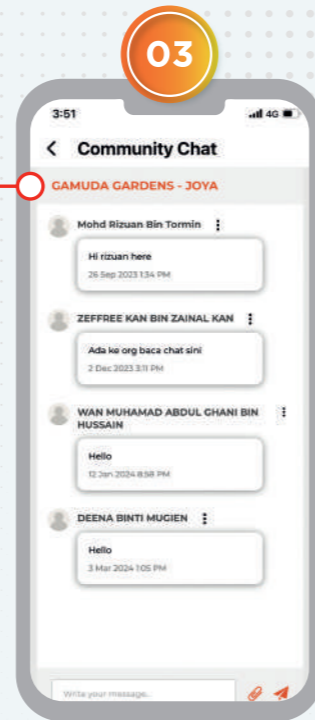 03
3:51
4G
Community Chat
GAMUDA GARDENS - JOYA
Mohd Rizuan Bin Tormin
Hi rizuan here
26 Sep 2023 1:34 PM
ZEFFREE KAN BIN ZAINAL KAN
Ada ke org baca chat sini
2 Dec 2023 3:11 PM
WAN MUHAMAD ABDUL GHANI BIN
HUSSAIN
Hello
12 Jan 2024 8:58 PM
DEENA BINTI MUGIEN
Hello
3 Mar 2024 1:05 PM
Write your message..